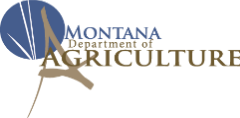 MONTANA
Department of
AGRICULTURE